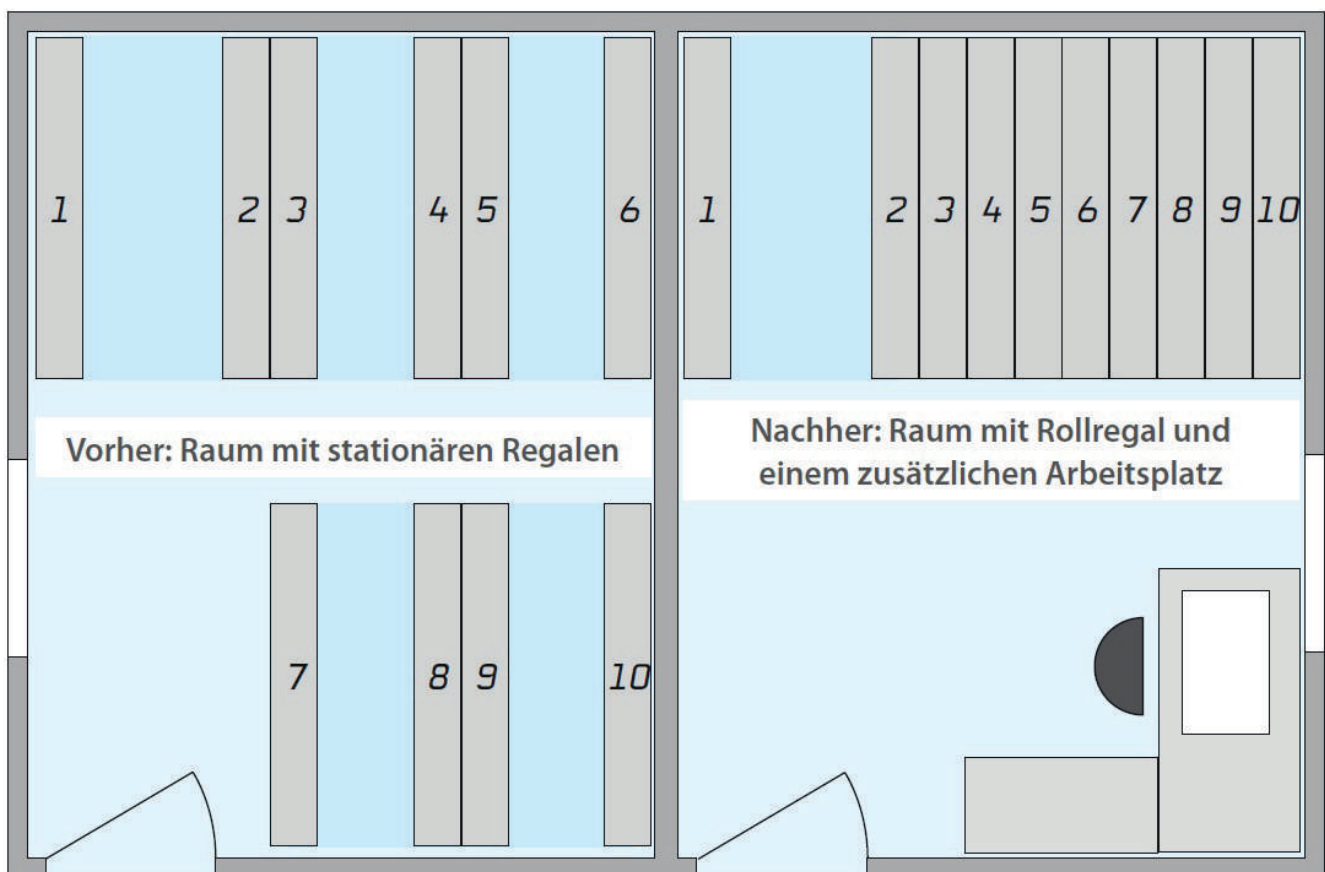 1 2 3 4 5 6
Vorher: Raum mit stationären Regalen
7 8 9 10
1 2 3 4 5 6 7 8 9 10
Nachher: Raum mit Rollregal und
einem zusätzlichen Arbeitsplatz